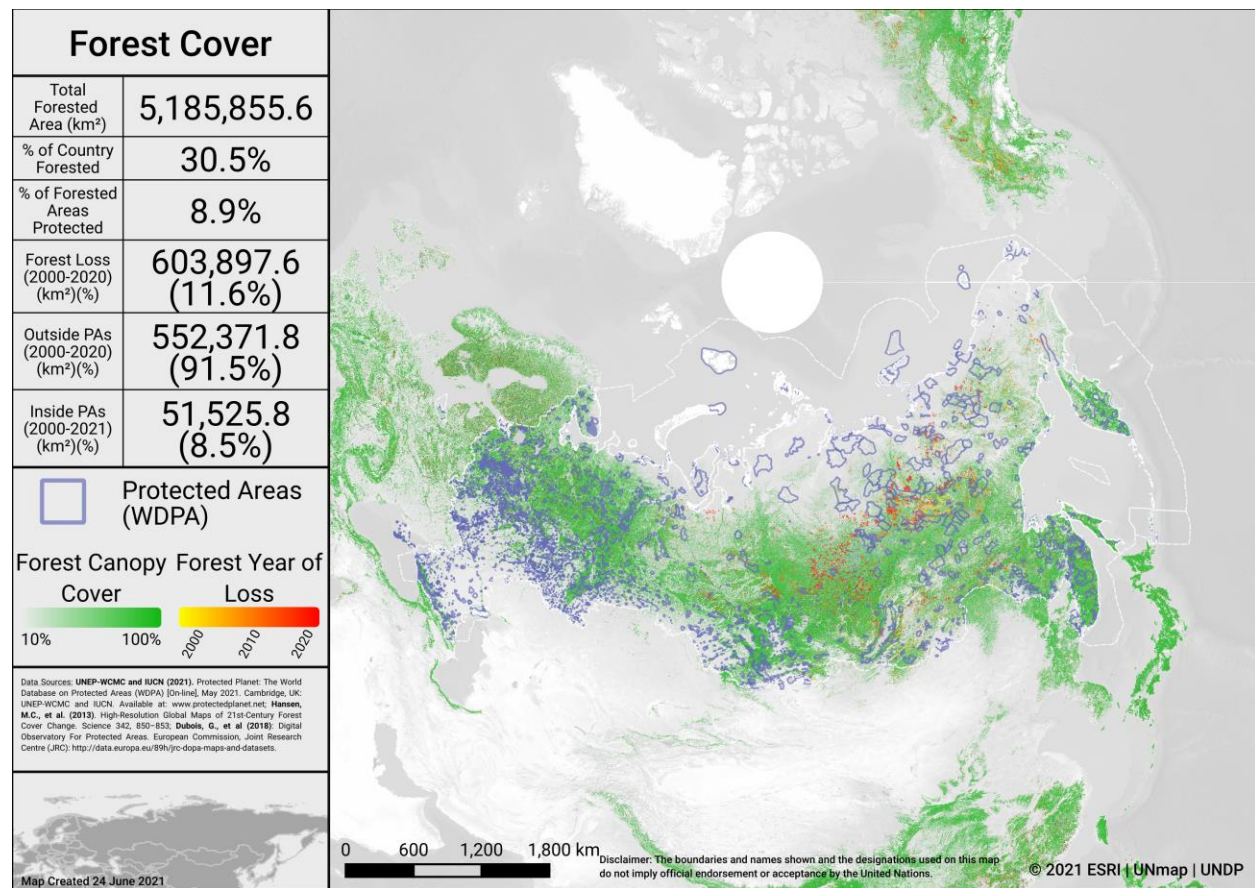 Forest Cover
Total
Forested
Area (km²)
5,185,855.6
% of Country
Forested
30.5%
% of Forested
Areas
Protected
8.9%
Forest Loss
(2000-2020)
(km²)(%)
603,897.6
(11.6%)
Outside PAs
(2000-2020)
(km²)(%)
552,371.8
(91.5%)
Inside PAs
(2000-2021)
(km²)(%)
51,525.8
(8.5%)
Protected Areas
(WDPA)
Forest Canopy
Cover
10%
100%
Forest Year of
Loss
2000
2010
2020
Data Sources: UNEP-WCMC and IUCN (2021). Protected Planet: The World
Database on Protected Areas (WDPA) [On-line], May 2021. Cambridge, UK:
UNEP-WCMC and IUCN. Available at: www.protectedplanet.net; Hansen,
M.C., et al. (2013). High-Resolution Global Maps of 21st-Century Forest
Cover Change. Science 342, 850–853; Dubois, G., et al (2018): Digital
Observatory For Protected Areas. European Commission, Joint Research
Centre (JRC): http://data.europa.eu/89h/jrc-dopa-maps-and-datasets.
Map Created 24 June 2021
0 600 1,200 1,800 km
Disclaimer: The boundaries and names shown and the designations used on this map
do not imply official endorsement or acceptance by the United Nations.
© 2021 ESRI | UNmap | UNDP